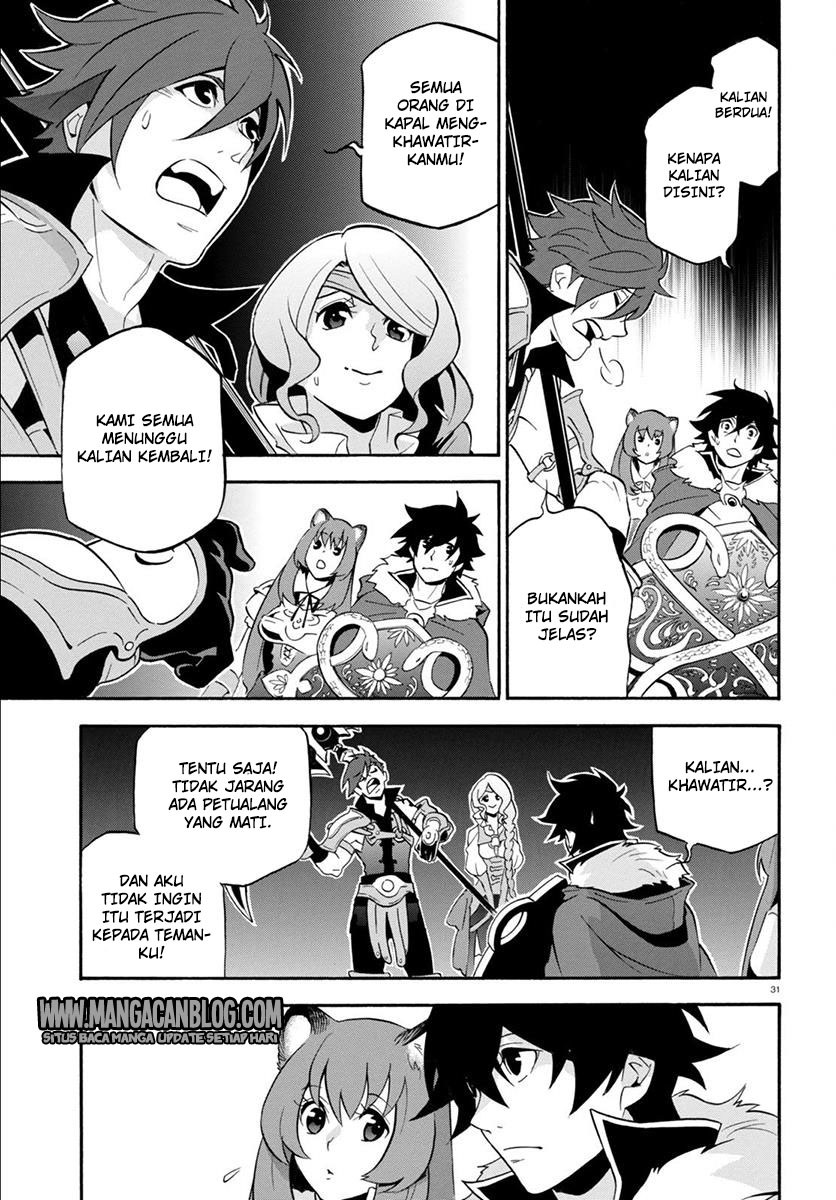 KALIAN
BERDUA!
KENAPA
KALIAN
DISINI?
BUKANKAH
ITU SUDAH
JELAS?
SEMUA
ORANG DI
KAPAL MENG-
KHAWATIR-
KANMU!
KAMI SEMUA
MENUNGGU
KALIAN KEMBALI!
KALIAN...
KHAWATIR...?
TENTU SAJA!
TIDAK JARANG
ADA PETUALANG
YANG MATI.
DAN AKU
TIDAK INGIN
ITU TERJADI
KEPADA TEMAN-
KU!
31
WWW.MANGACANBLOG.COM
SITUS BACA MANGA UPDATE SETIAP HARI